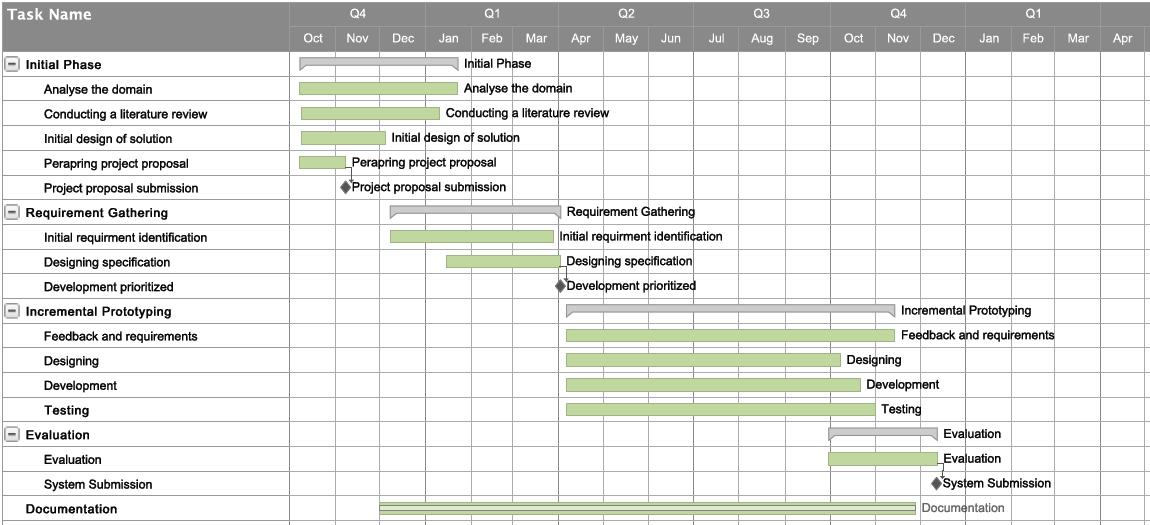 Task Name Q4 Q1 Q2 Q3 Q4 Q1
Oct Nov Dec Jan Feb Mar Apr May Jun Jul Aug Sep Oct Nov Dec Jan Feb Mar Apr
Initial Phase Initial Phase
Analyse the domain Analyse the domain
Conducting a literature review Conducting a literature review
Initial design of solution Initial design of solution
Perapring project proposal Perapring project proposal
Project proposal submission Project proposal submission
Requirement Gathering Requirement Gathering
Initial requirment identification Initial requirment identification
Designing specification Designing specification
Development prioritized Development prioritized
Incremental Prototyping Incremental Prototyping
Feedback and requirements Feedback and requirements
Designing Designing
Development Development
Testing Testing
Evaluation Evaluation
Evaluation Evaluation
System Submission System Submission
Documentation Documentation